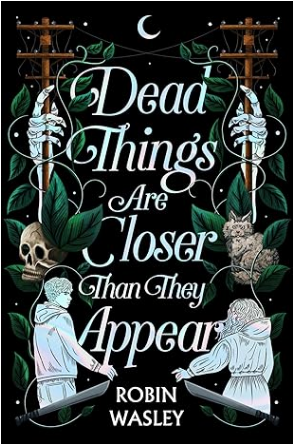 Dead
Things
Are
Closer
Than They
Appear
ROBIN
WASLEY